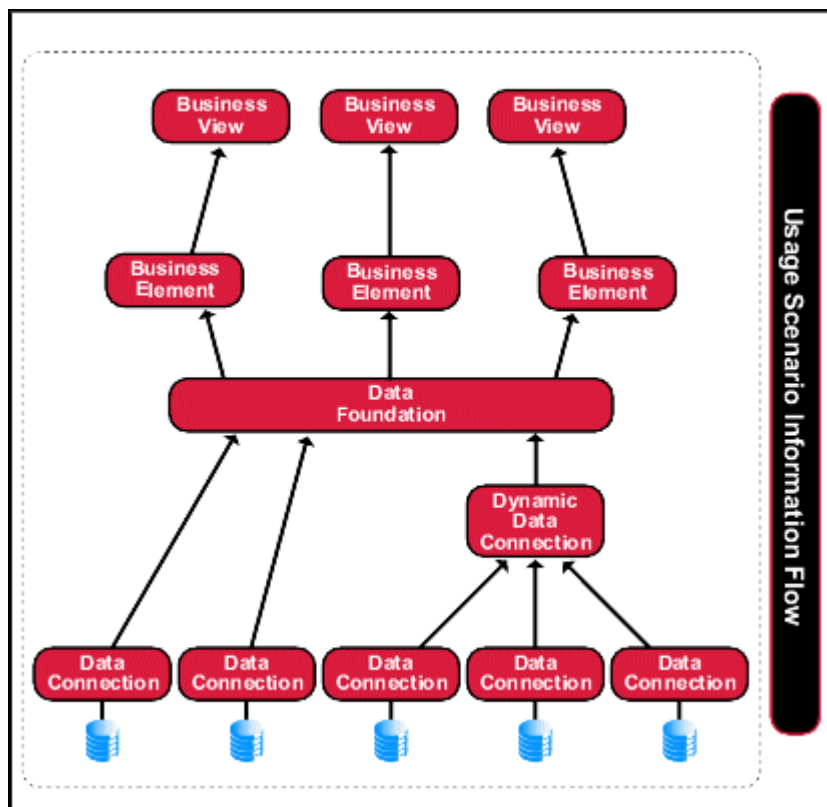 Business
View
Business
View
Business
View
Business
Element
Business
Element
Business
Element
Data
Foundation
Dynamic
Data
Connection
Data
Connection
Data
Connection
Data
Connection
Data
Connection
Data
Connection
Usage Scenario Information Flow